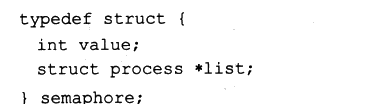 typedef struct {
int value;
struct process *list;
} semaphore;